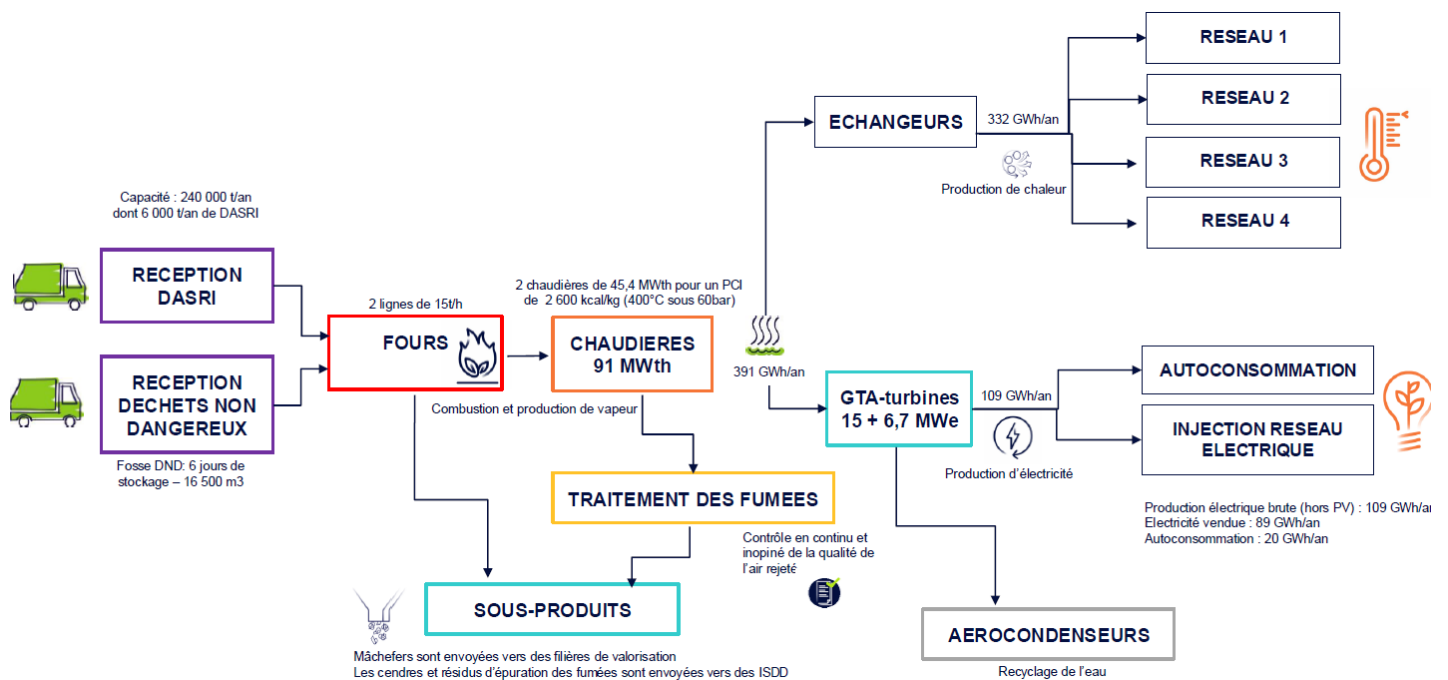 Capacité : 240 000 t/an
dont 6 000 t/an de DASRI
RECEPTION
DASRI
RECEPTION
DECHETS NON
DANGEREUX
Fosse DND: 6 jours de
stockage – 16 500 m3
2 lignes de 15t/h
FOURS
2 chaudières de 45,4 MWth pour un PCI
de 2 600 kcal/kg (400°C sous 60bar)
CHAUDIERES
91 MWth
Combustion et production de vapeur
TRAITEMENT DES FUMEES
Contrôle en continu et
inopiné de la qualité de
l'air rejeté
SOUS-PRODUITS
Mâchefers sont envoyées vers des filières de valorisation
Les cendres et résidus d'épuration des fumées sont envoyées vers des ISDD
391 GWh/an
ECHANGEURS
332 GWh/an
Production de chaleur
RESEAU 1
RESEAU 2
RESEAU 3
RESEAU 4
GTA-turbines
15 + 6,7 MWe
109 GWh/an
Production d'électricité
AUTOCONSOMMATION
INJECTION RESEAU
ELECTRIQUE
Production électrique brute (hors PV) : 109 GWh/an
Electricité vendue : 89 GWh/an
Autoconsommation : 20 GWh/an
AEROCONDENSEURS
Recyclage de l'eau